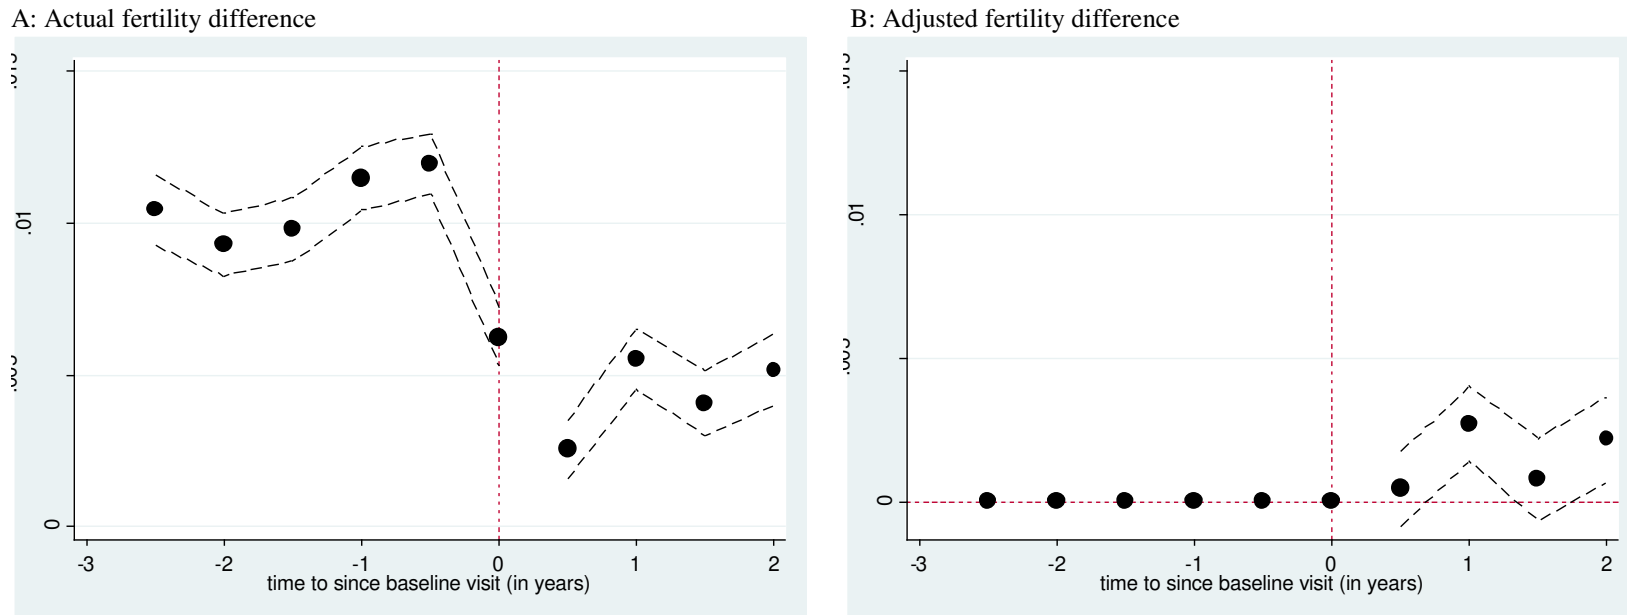 A: Actual fertility difference
B: Adjusted fertility difference
.01
0
-3 -2 -1 0 1 2
time to since baseline visit (in years)
.01
0
-3 -2 -1 0 1 2
time to since baseline visit (in years)